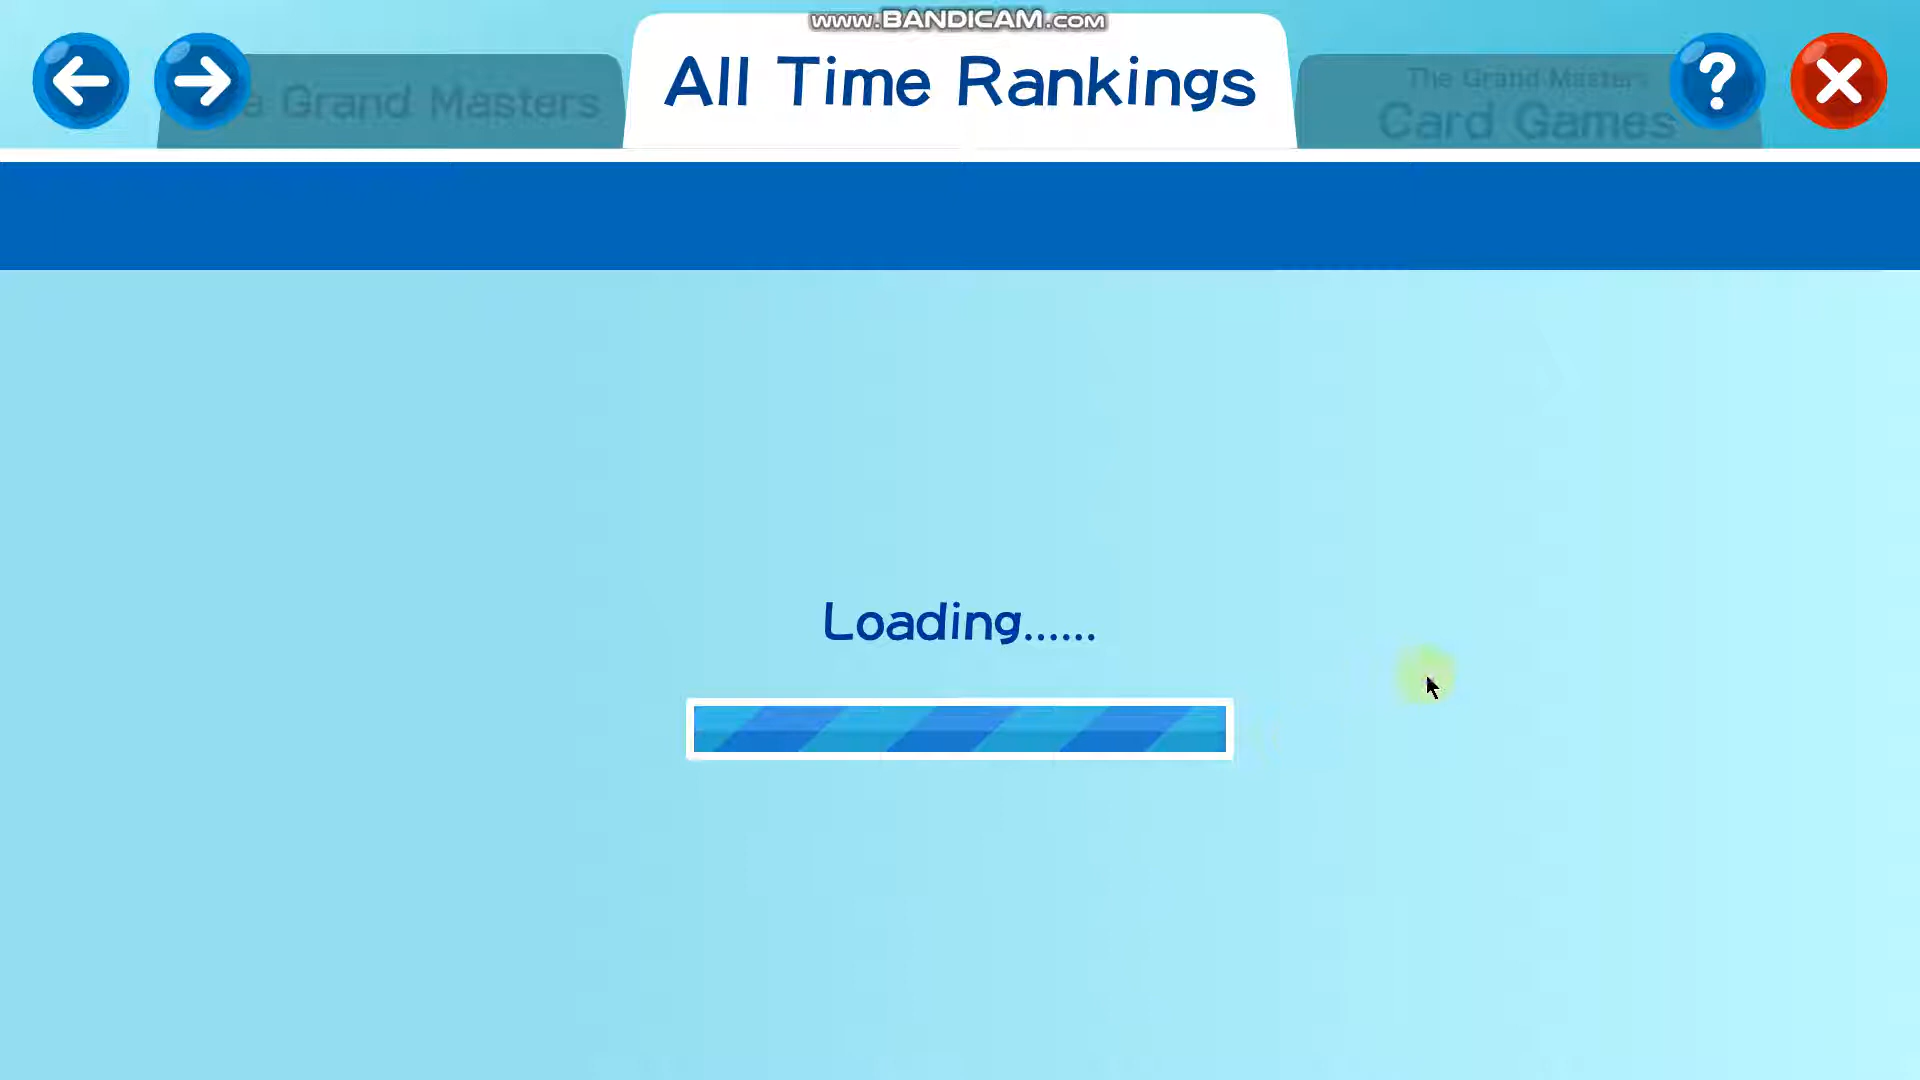 www.BANDICAM.com
Grand Masters
All Time Rankings
The Grand Masters
Card Games
?
Loading......